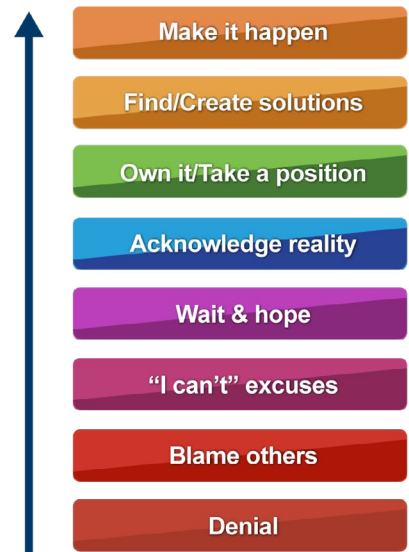 Make it happen
Find/Create solutions
Own it/Take a position
Acknowledge reality
Wait & hope
“I can’t” excuses
Blame others
Denial